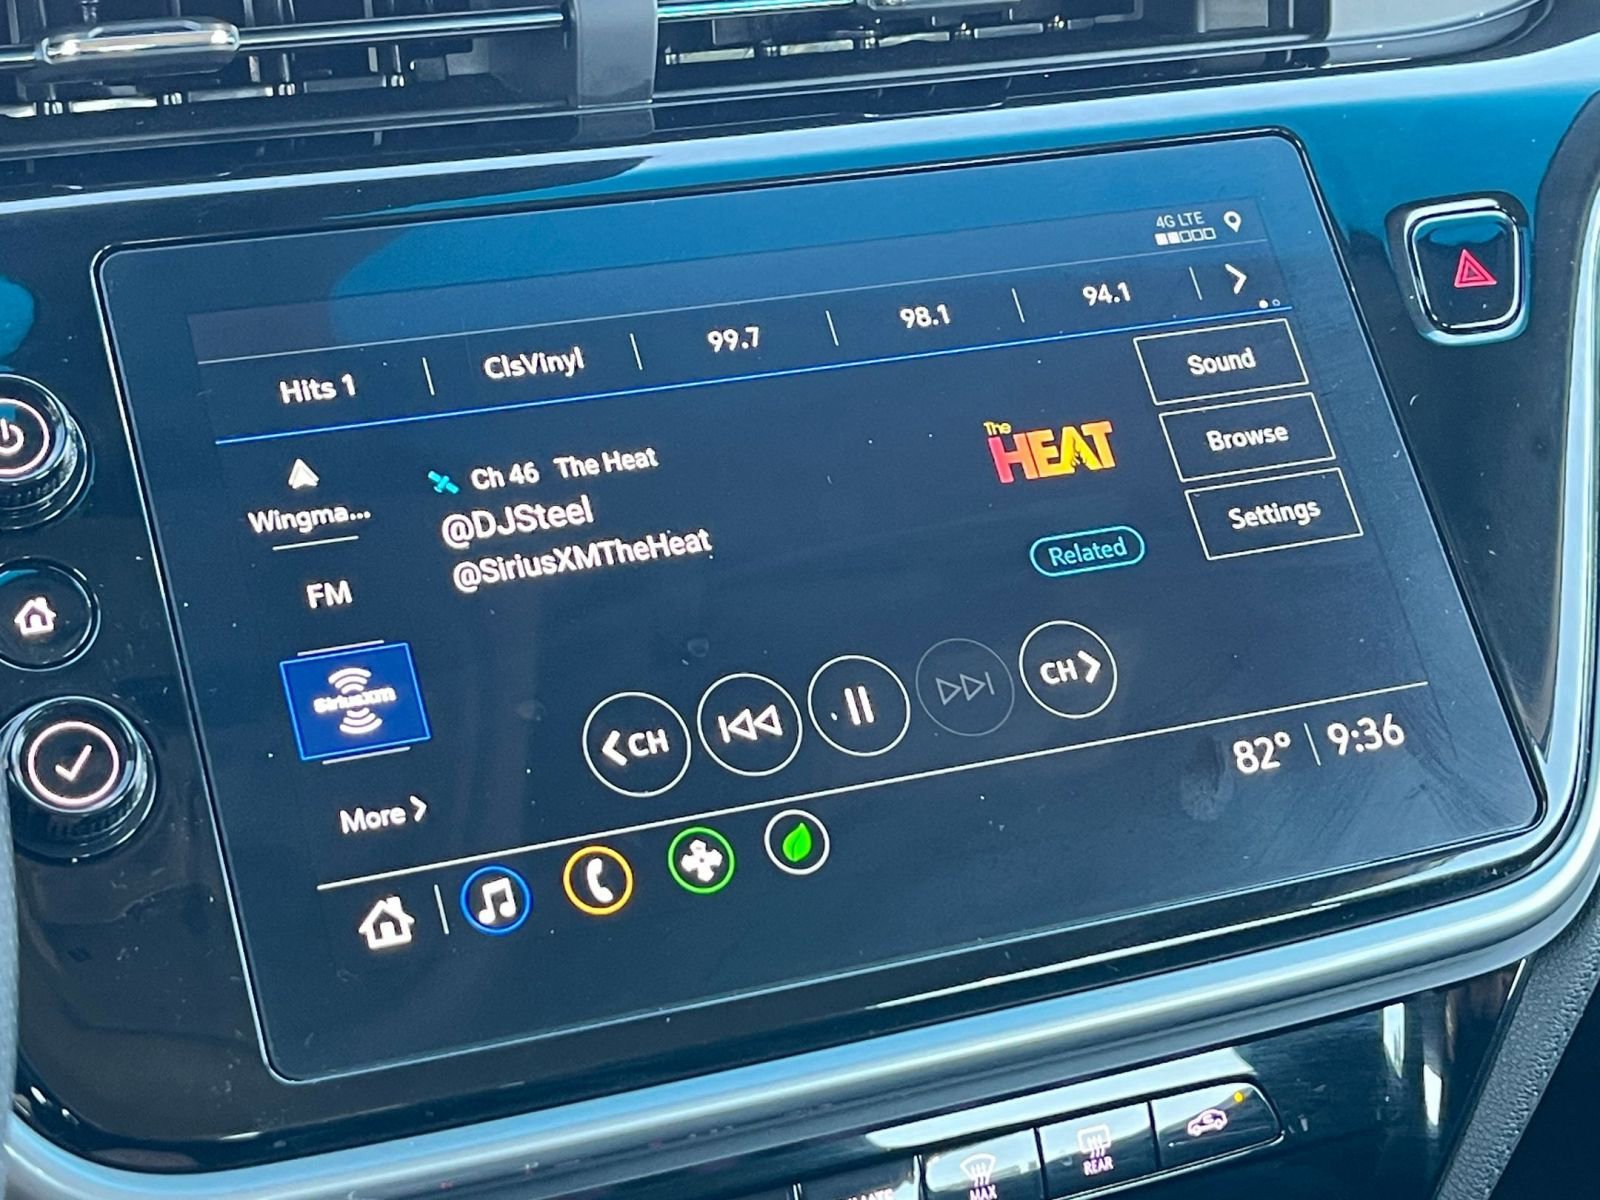 4G LTE
Hits 1
ClsVinyl
99.7
98.1
94.1
Wingma...
FM
SiriusXM
More
Ch 46 The Heat
@DJSteel
@SiriusXMTheHeat
The
HEAT
Related
Sound
Browse
Settings
CH
CH
82° 9:36
MAX
REAR